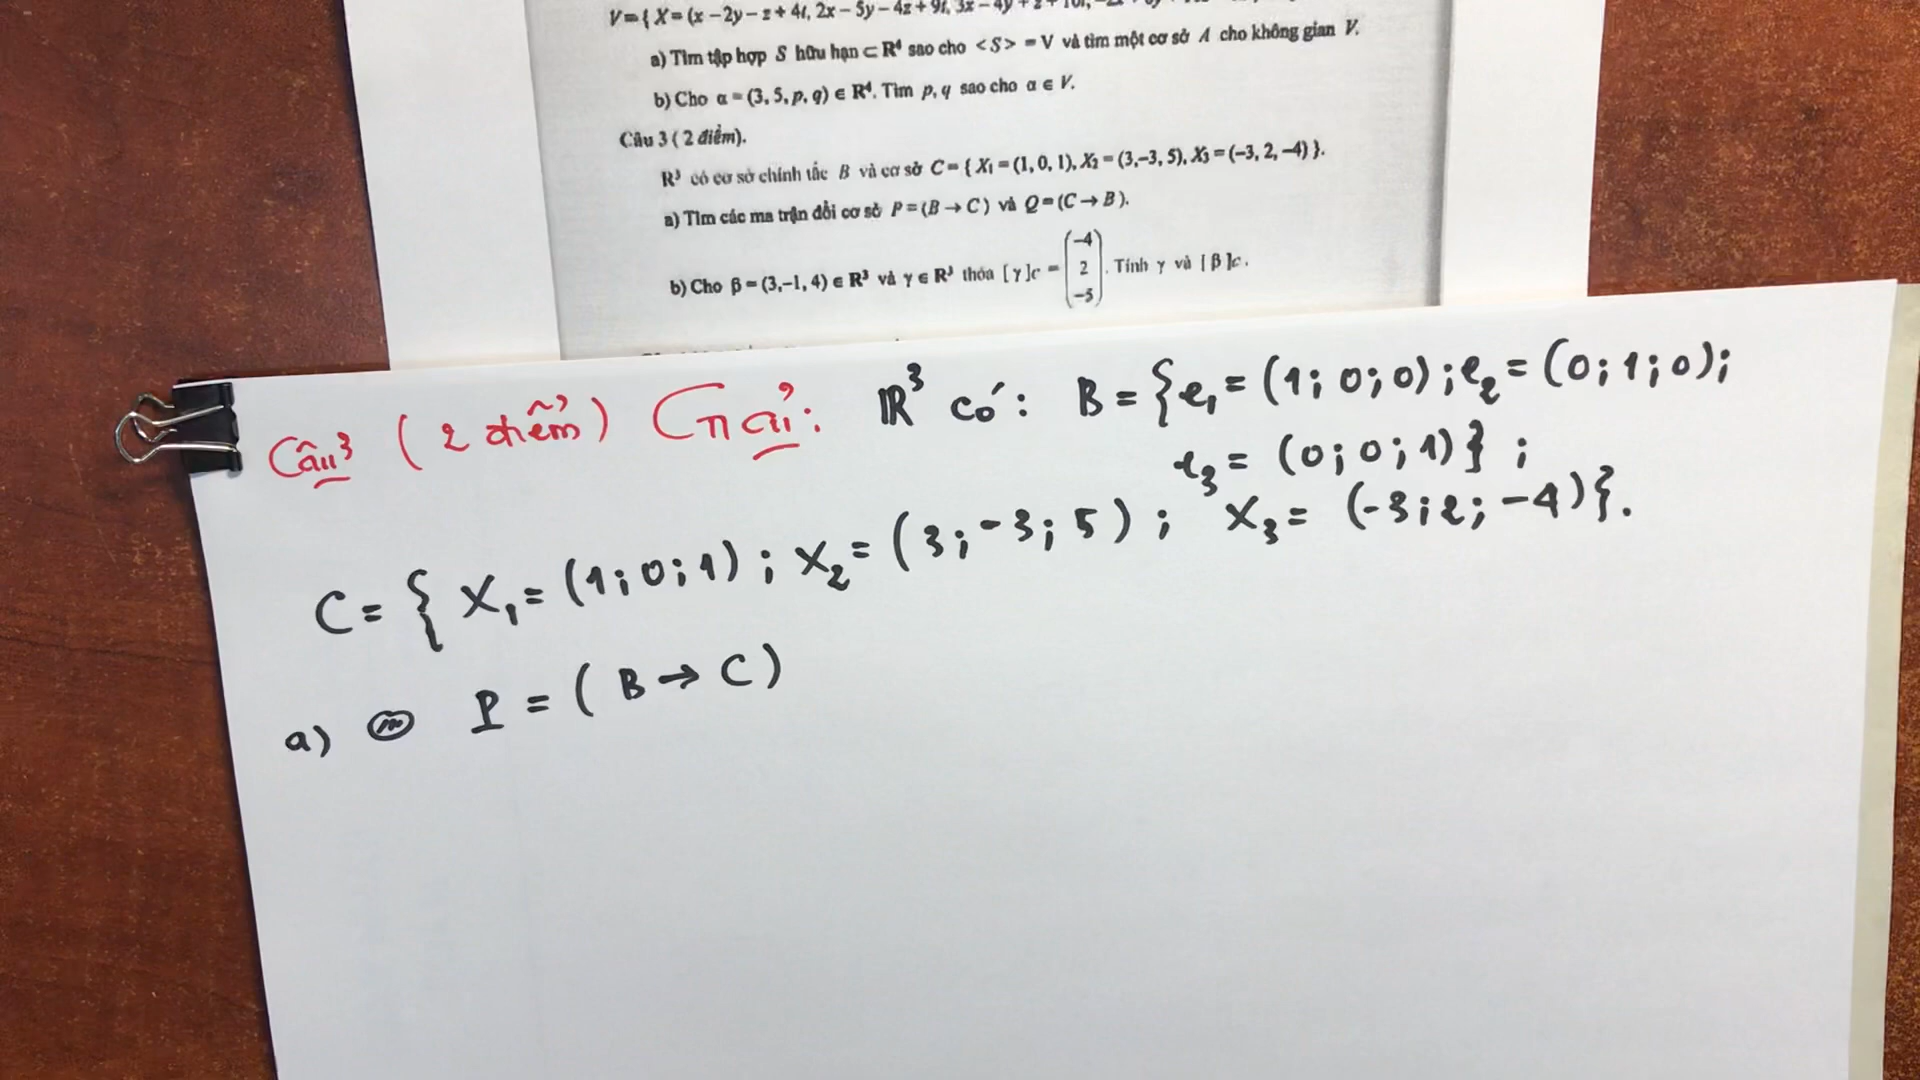 V = { X = (x − 2y − z + 4t, 2x − 5y − 4z + 9t, 3x − 4y + z + 10t,
a) Tìm tập hợp S hữu hạn ⊂ R⁴ sao cho <S> = V và tìm một cơ sở A cho không gian V.
b) Cho α = (3, 5, p, q) ∈ R⁴. Tìm p, q sao cho α ∈ V.
Câu 3 ( 2 điểm).
R³ có cơ sở chính tắc B và cơ sở C = { X₁ = (1, 0, 1), X₂ = (3,−3, 5), X₃ = (−3, 2, −4) }.
a) Tìm các ma trận đổi cơ sở P = (B → C) và Q = (C → B).
b) Cho β = (3,−1, 4) ∈ R³ và γ ∈ R³ thỏa [ γ ]c = (−4 2 −5). Tính γ và [ β ]c.
Câu 3 ( 2 điểm) Giải: ℝ³ có: B = {e₁ = (1; 0; 0); e₂ = (0; 1; 0);
e₃ = (0; 0; 1)} ;
C = { X₁ = (1; 0; 1) ; X₂ = (3; −3; 5) ; X₃ = (−3; 2; −4)}.
a) P = ( B → C )